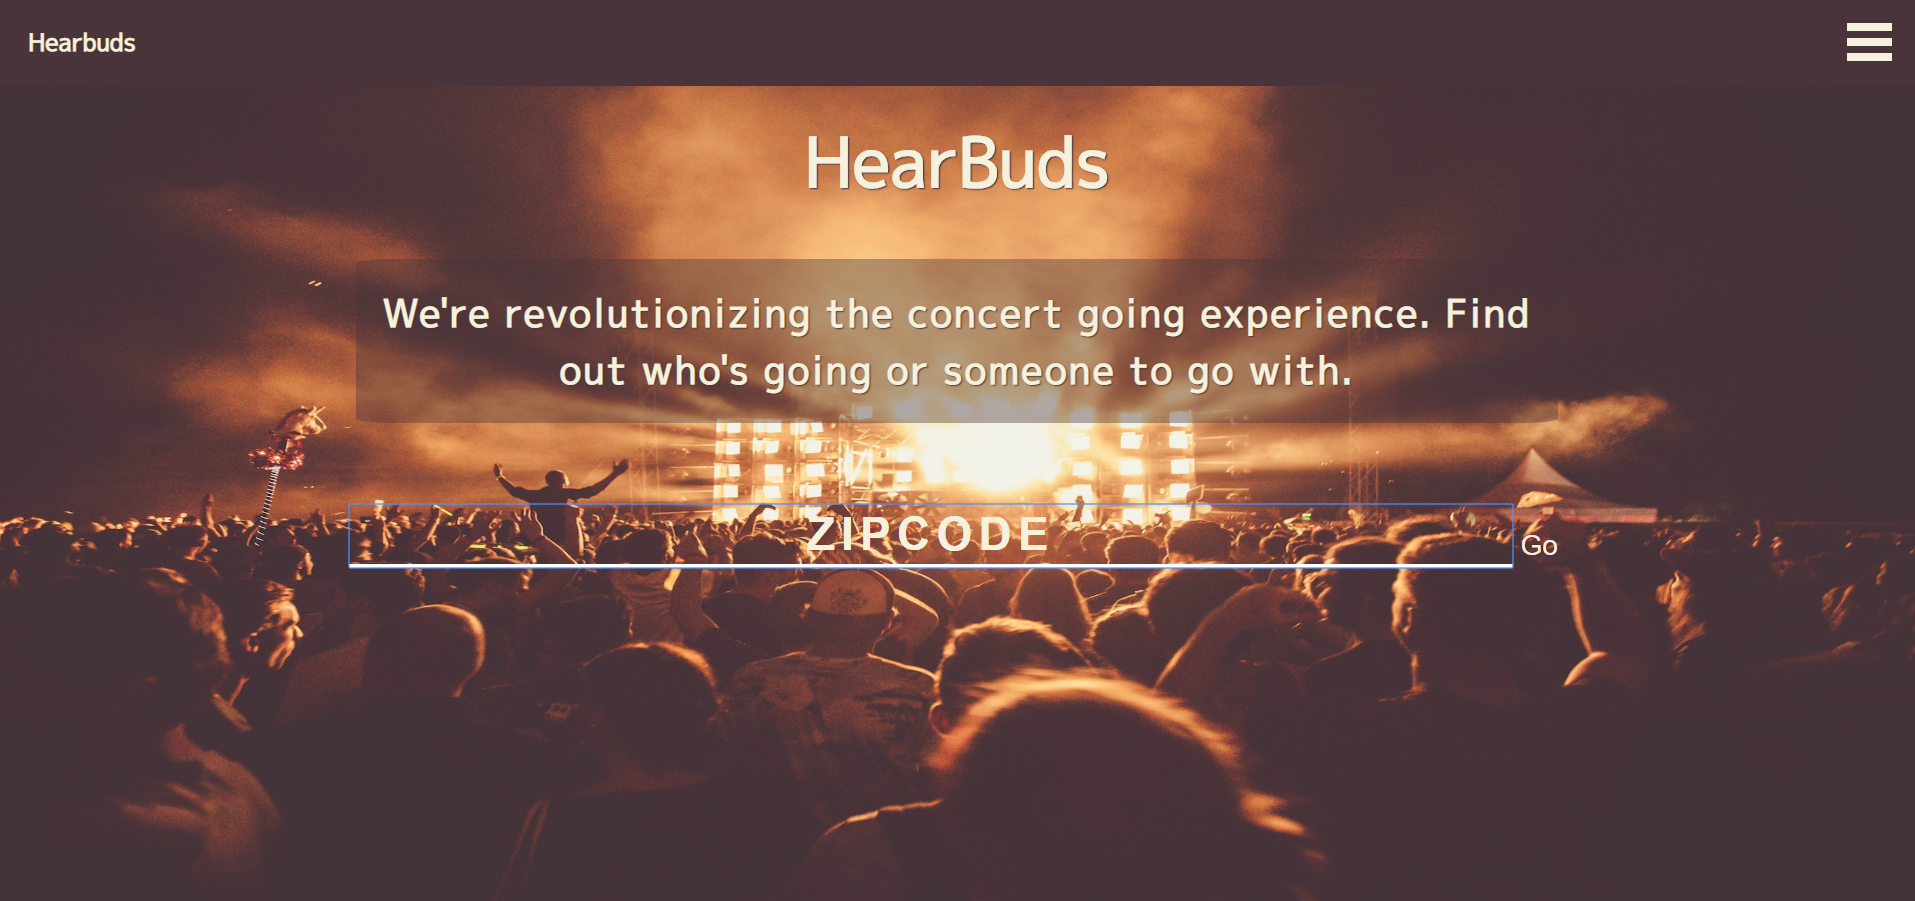 Hearbuds
HearBuds
We're revolutionizing the concert going experience. Find
out who's going or someone to go with.
ZIPCODE
Go